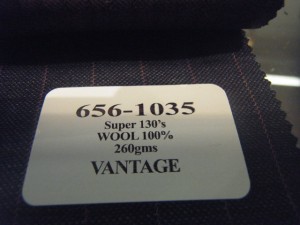 656-1035
Super 130's
WOOL 100%
260gms
VANTAGE